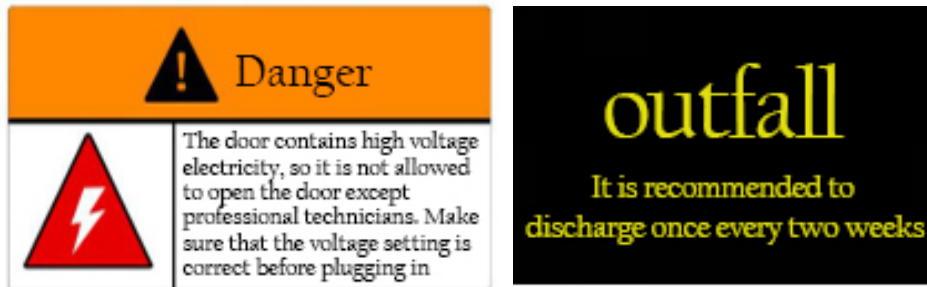 Danger
The door contains high voltage
electricity, so it is not allowed
to open the door except
professional technicians. Make
sure that the voltage setting is
correct before plugging in
outfall
It is recommended to
discharge once every two weeks